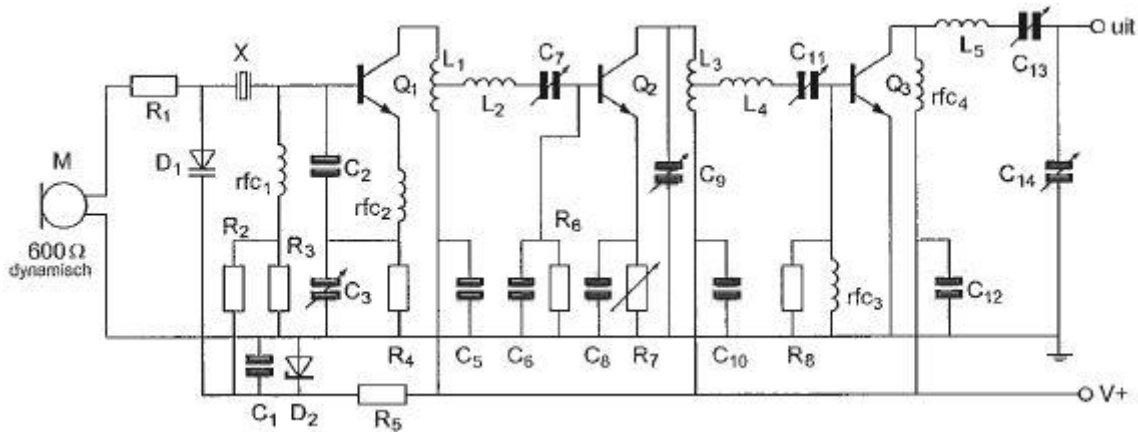 L₅
C₁₃
uit
X
Q₁
L₁
C₇
Q₂
L₃
C₁₁
Q₃
rfc₄
R₁
L₂
L₄
M
D₁
rfc₁
C₂
rfc₂
C₉
C₁₄
600 Ω
dynamisch
R₂
R₃
C₃
R₆
rfc₃
C₁₂
R₄
C₅
C₆
C₈
R₇
C₁₀
R₈
C₁
D₂
R₅
V+